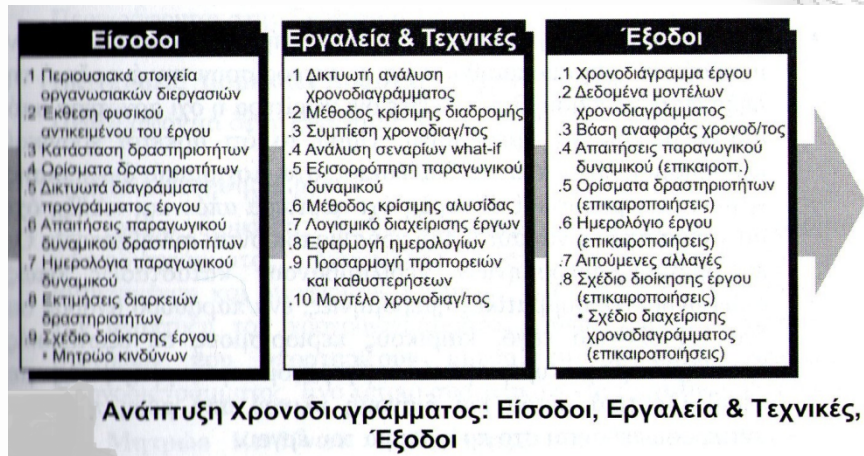 Είσοδοι
.1 Περιουσιακά στοιχεία
οργανωσιακών διεργασιών
.2 Έκθεση φυσικού
αντικειμένου του έργου
.3 Κατάσταση δραστηριοτήτων
.4 Ορίσματα δραστηριοτήτων
.5 Δικτυωτά διαγράμματα
προγράμματος έργου
.6 Απαιτήσεις παραγωγικού
δυναμικού δραστηριοτήτων
.7 Ημερολόγια παραγωγικού
δυναμικού
.8 Εκτιμήσεις διαρκειών
δραστηριοτήτων
.9 Σχέδιο διοίκησης έργου
• Μητρώο κινδύνων
Εργαλεία & Τεχνικές
.1 Δικτυωτή ανάλυση
χρονοδιαγράμματος
.2 Μέθοδος κρίσιμης διαδρομής
.3 Συμπίεση χρονοδιαγ/τος
.4 Ανάλυση σεναρίων what-if
.5 Εξισορρόπηση παραγωγικού
δυναμικού
.6 Μέθοδος κρίσιμης αλυσίδας
.7 Λογισμικό διαχείρισης έργων
.8 Εφαρμογή ημερολογίων
.9 Προσαρμογή προπορειών
και καθυστερήσεων
.10 Μοντέλο χρονοδιαγ/τος
Έξοδοι
.1 Χρονοδιάγραμμα έργου
.2 Δεδομένα μοντέλων
χρονοδιαγράμματος
.3 Βάση αναφοράς χρονοδ/τος
.4 Απαιτήσεις παραγωγικού
δυναμικού (επικαιροπ.)
.5 Ορίσματα δραστηριοτήτων
(επικαιροποιήσεις)
.6 Ημερολόγιο έργου
(επικαιροποιήσεις)
.7 Αιτούμενες αλλαγές
.8 Σχέδιο διοίκησης έργου
(επικαιροποιήσεις)
• Σχέδιο διαχείρισης
χρονοδιαγράμματος
(επικαιροποιήσεις)
Ανάπτυξη Χρονοδιαγράμματος: Είσοδοι, Εργαλεία & Τεχνικές,
Έξοδοι